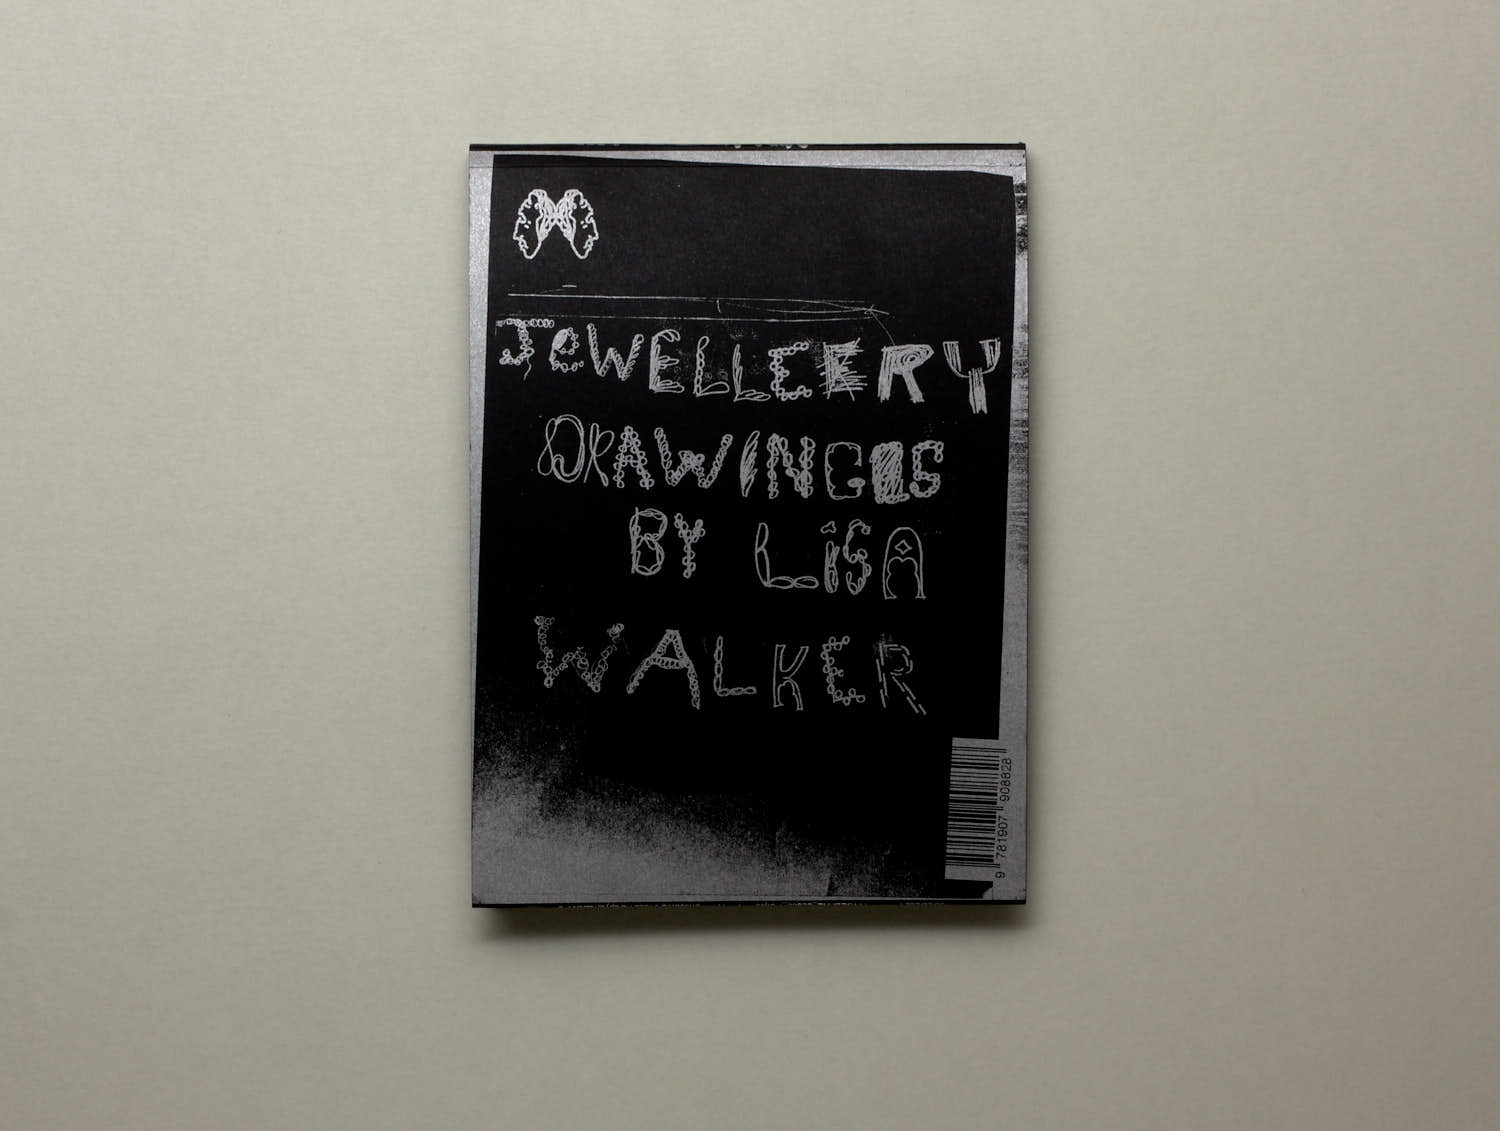 JeWELLERY
DRAWINGS
BY LiSA
WALKER
9 781907 908828